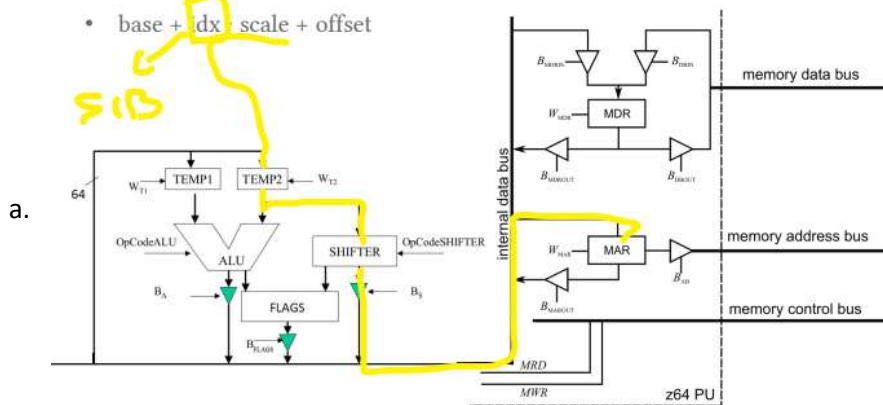 • base + idx * scale + offset
SIB
a.
64
W_T1
TEMP1
TEMP2
W_T2
OpCodeALU
ALU
SHIFTER
OpCodeSHIFTER
B_A
FLAGS
B_S
B_FLAGS
internal data bus
B_MDRIN
B_DBIN
memory data bus
W_MDR
MDR
B_MDROUT
B_DBOUT
W_MAR
MAR
B_AD
memory address bus
B_MAROUT
memory control bus
MRD
MWR
z64 PU